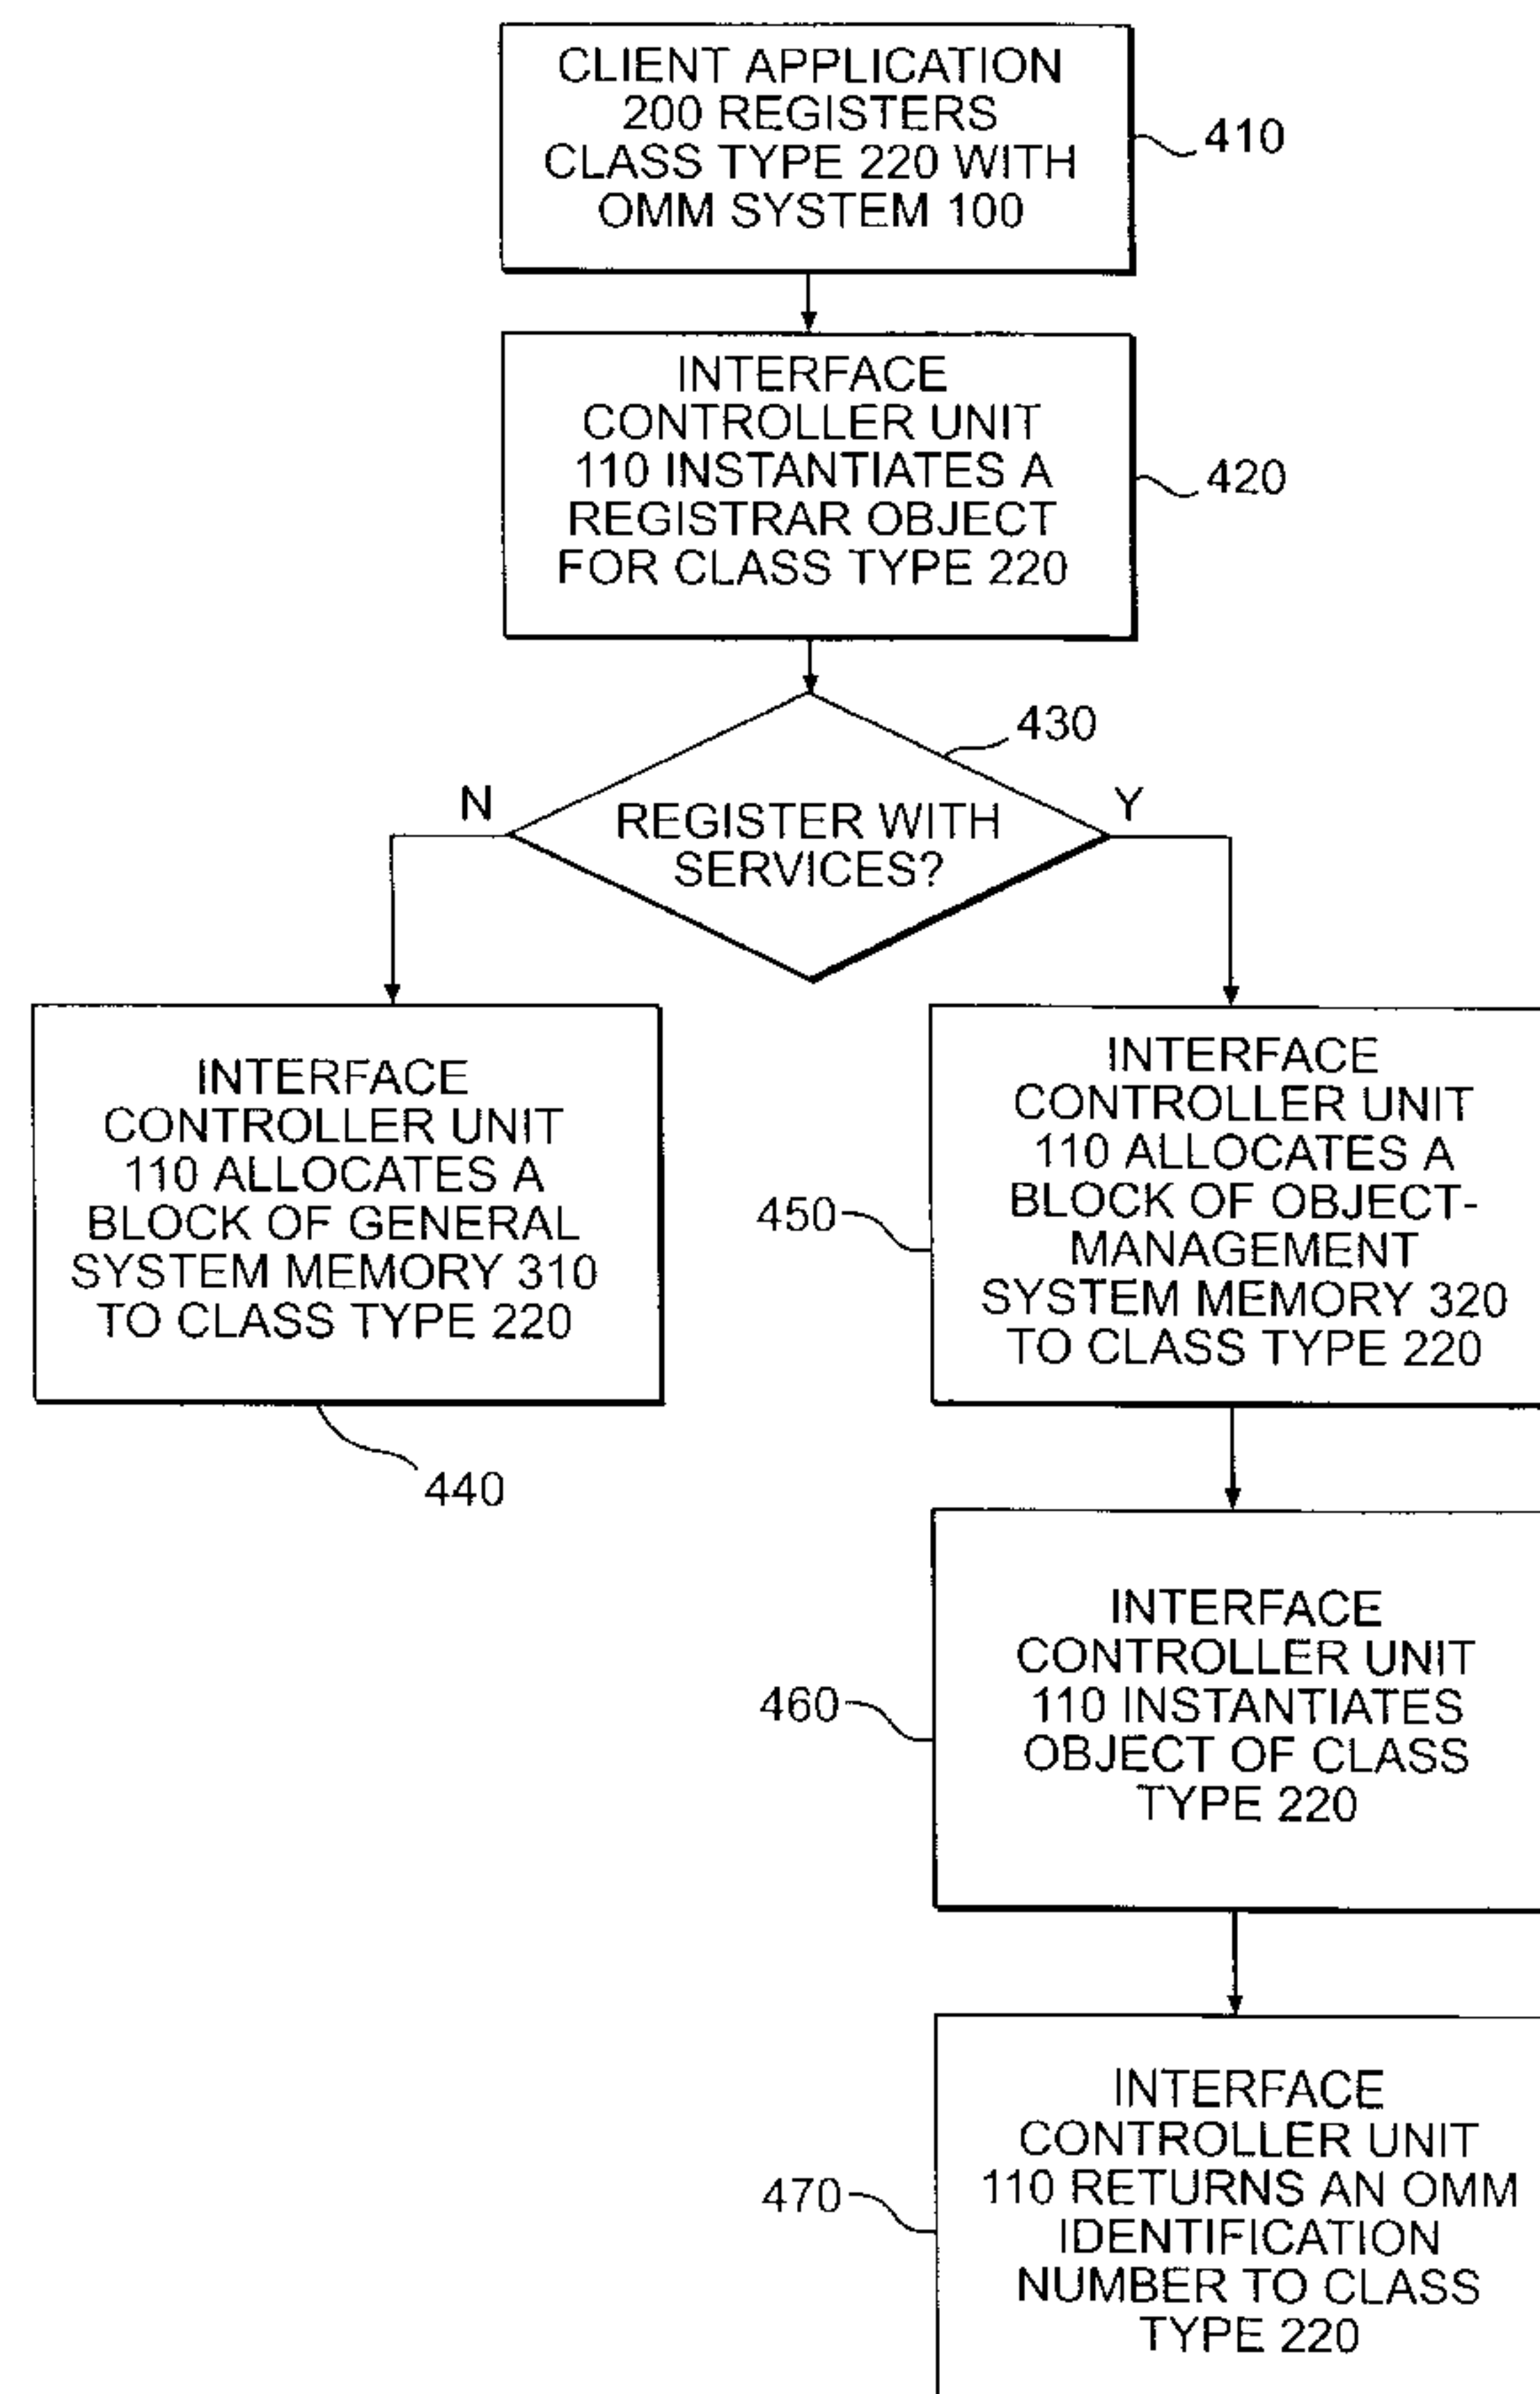 CLIENT APPLICATION
200 REGISTERS
CLASS TYPE 220 WITH
OMM SYSTEM 100
410
INTERFACE
CONTROLLER UNIT
110 INSTANTIATES A
REGISTRAR OBJECT
FOR CLASS TYPE 220
420
430
N
REGISTER WITH
SERVICES?
Y
INTERFACE
CONTROLLER UNIT
110 ALLOCATES A
BLOCK OF GENERAL
SYSTEM MEMORY 310
TO CLASS TYPE 220
440
INTERFACE
CONTROLLER UNIT
110 ALLOCATES A
BLOCK OF OBJECT-
MANAGEMENT
SYSTEM MEMORY 320
TO CLASS TYPE 220
450
INTERFACE
CONTROLLER UNIT
110 INSTANTIATES
OBJECT OF CLASS
TYPE 220
460
INTERFACE
CONTROLLER UNIT
110 RETURNS AN OMM
IDENTIFICATION
NUMBER TO CLASS
TYPE 220
470